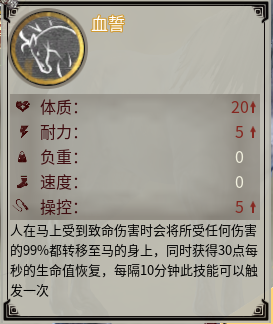 血誓
体质： 20↑
耐力： 5↑
负重： 0
速度： 0
操控： 5↑
人在马上受到致命伤害时会将所受任何伤害
的99%都转移至马的身上，同时获得30点每
秒的生命值恢复，每隔10分钟此技能可以触
发一次